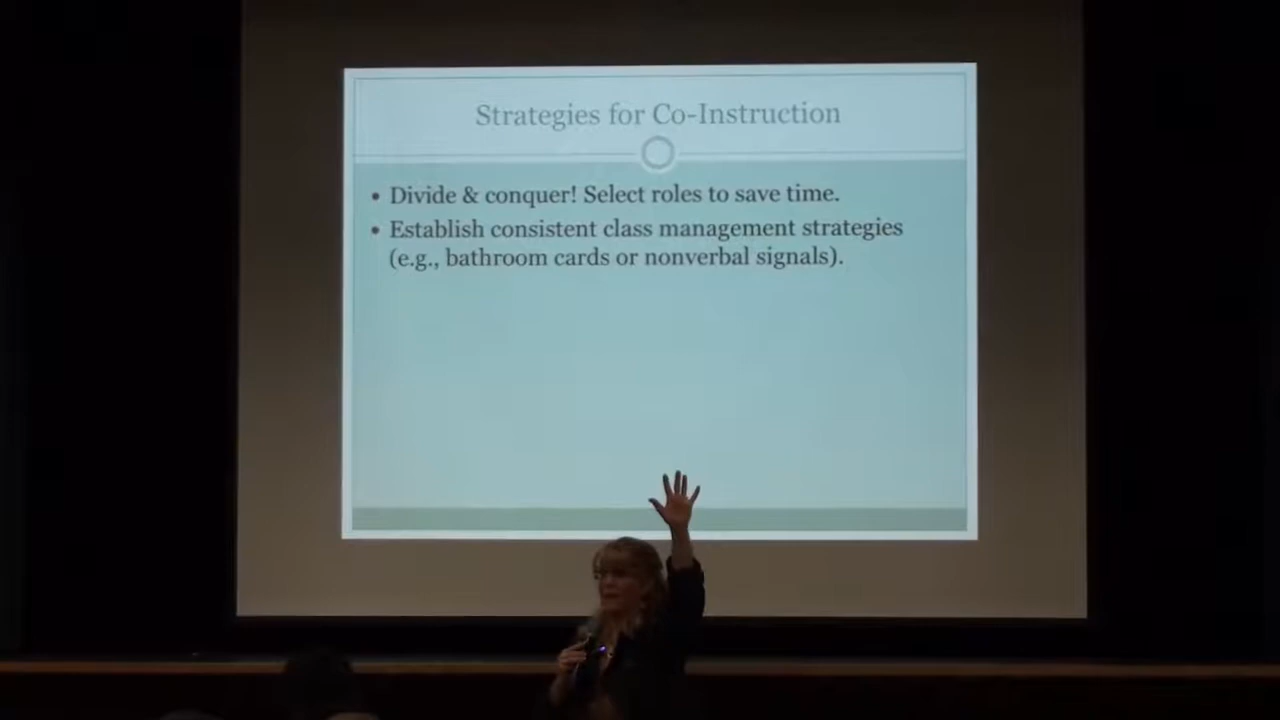 Strategies for Co-Instruction
• Divide & conquer! Select roles to save time.
• Establish consistent class management strategies
(e.g., bathroom cards or nonverbal signals).